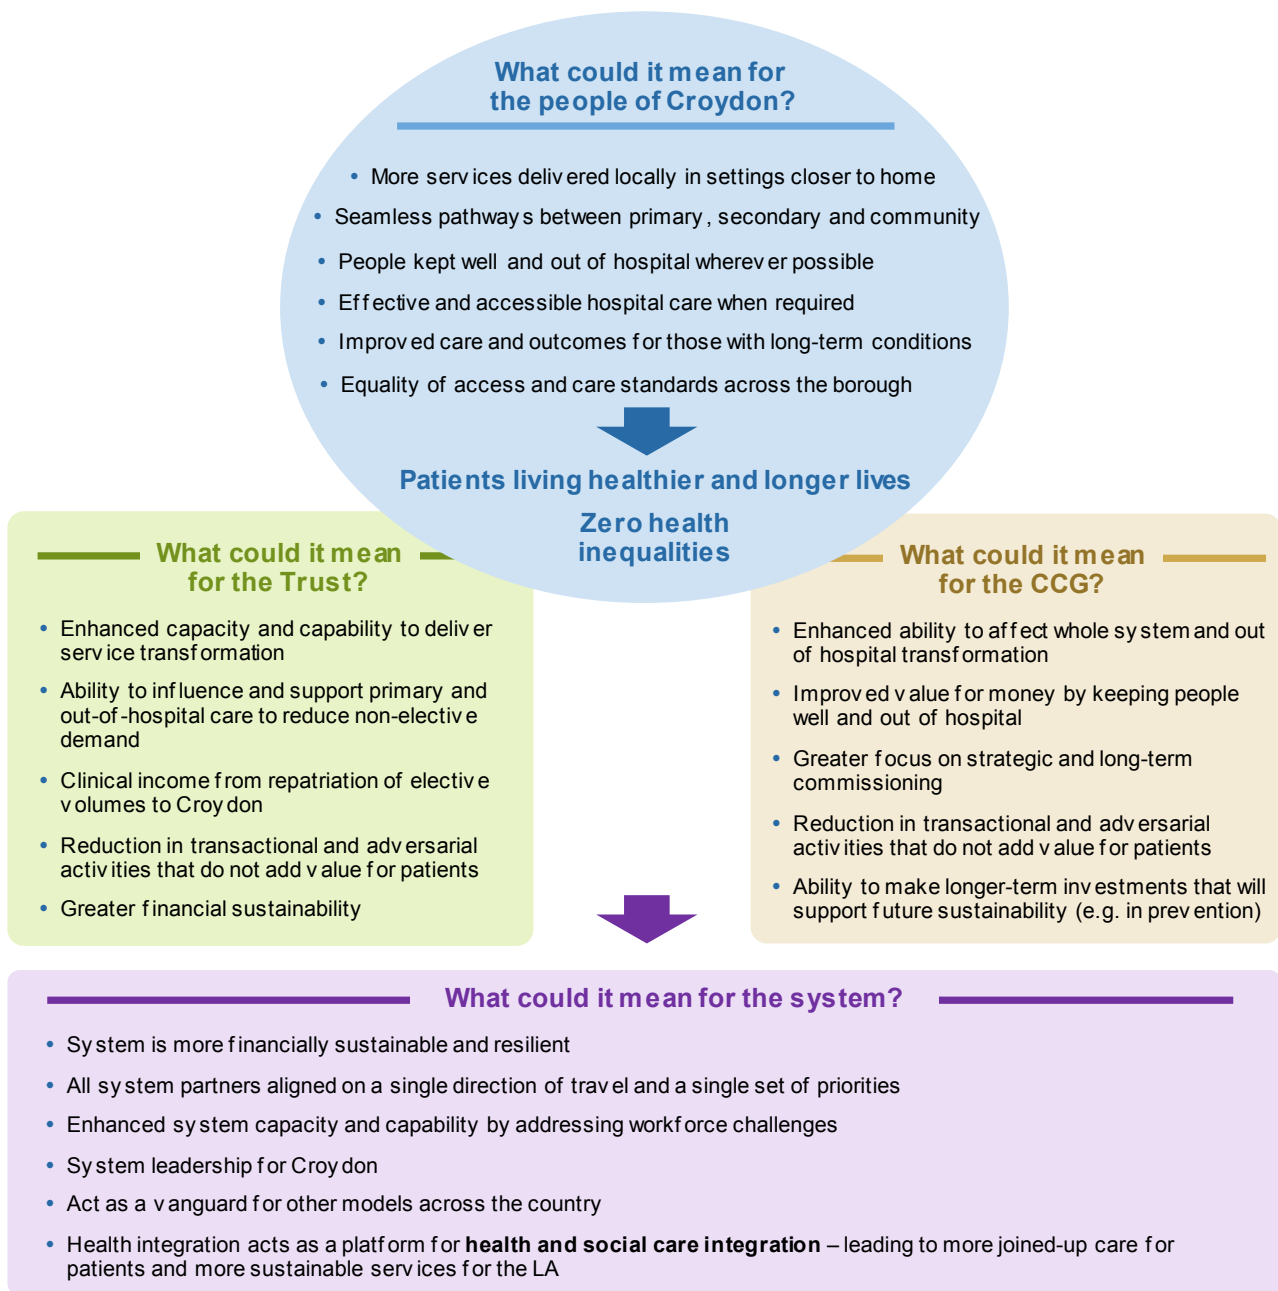 What could it mean for
the people of Croydon?
• More services delivered locally in settings closer to home
• Seamless pathways between primary, secondary and community
• People kept well and out of hospital wherever possible
• Effective and accessible hospital care when required
• Improved care and outcomes for those with long-term conditions
• Equality of access and care standards across the borough
Patients living healthier and longer lives
Zero health
inequalities
What could it mean
for the Trust?
• Enhanced capacity and capability to deliver
service transformation
• Ability to influence and support primary and
out-of-hospital care to reduce non-elective
demand
• Clinical income from repatriation of elective
volumes to Croydon
• Reduction in transactional and adversarial
activities that do not add value for patients
• Greater financial sustainability
What could it mean
for the CCG?
• Enhanced ability to affect whole system and out
of hospital transformation
• Improved value for money by keeping people
well and out of hospital
• Greater focus on strategic and long-term
commissioning
• Reduction in transactional and adversarial
activities that do not add value for patients
• Ability to make longer-term investments that will
support future sustainability (e.g. in prevention)
What could it mean for the system?
• System is more financially sustainable and resilient
• All system partners aligned on a single direction of travel and a single set of priorities
• Enhanced system capacity and capability by addressing workforce challenges
• System leadership for Croydon
• Act as a vanguard for other models across the country
• Health integration acts as a platform for health and social care integration – leading to more joined-up care for
patients and more sustainable services for the LA